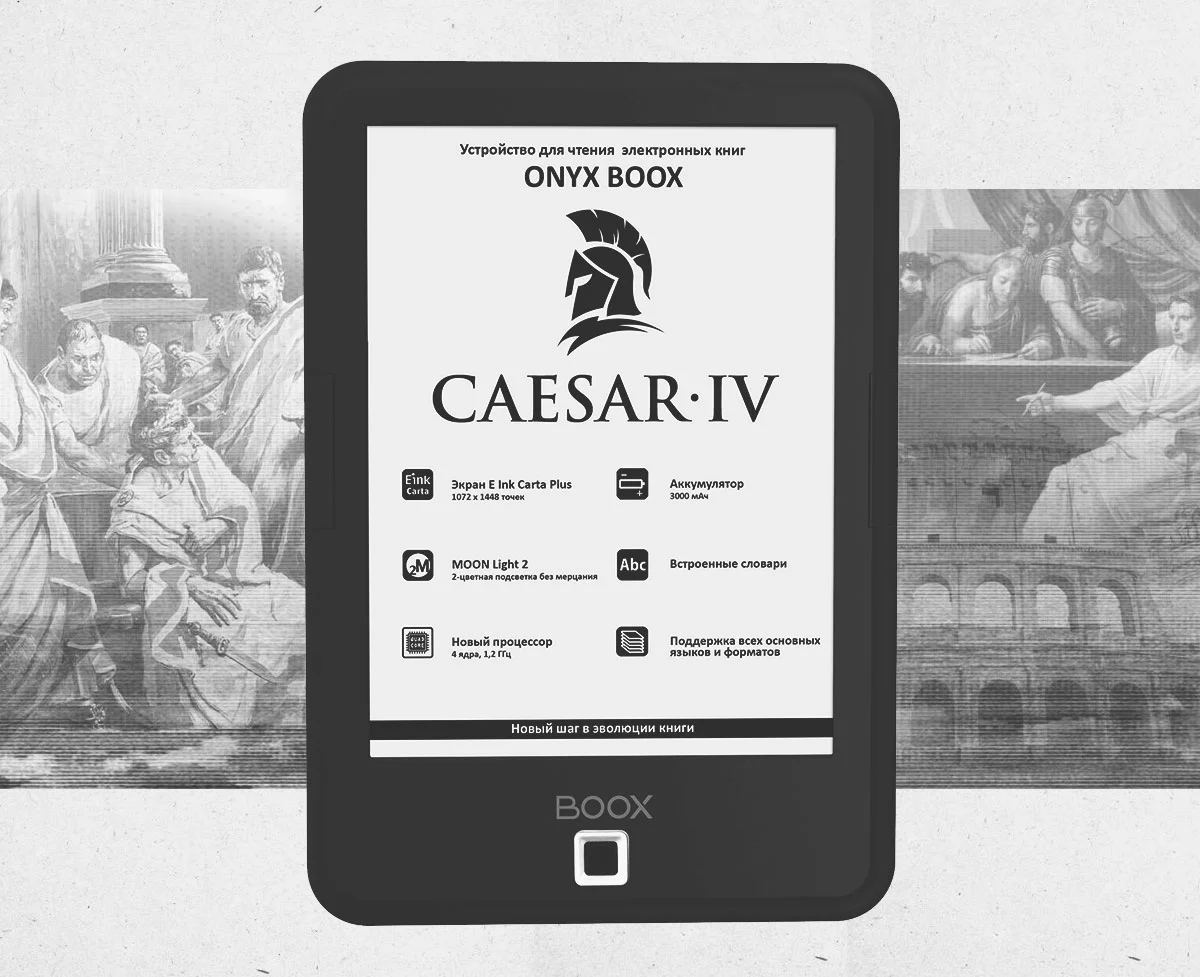 Устройство для чтения электронных книг
ONYX BOOX
CAESAR·IV
E ink
Carta
Экран E Ink Carta Plus
1072 x 1448 точек
Аккумулятор
3000 мАч
2M
MOON Light 2
2-цветная подсветка без мерцания
Abc
Встроенные словари
QUAD
CORE
Новый процессор
4 ядра, 1,2 ГГц
Поддержка всех основных
языков и форматов
Новый шаг в эволюции книги
BOOX